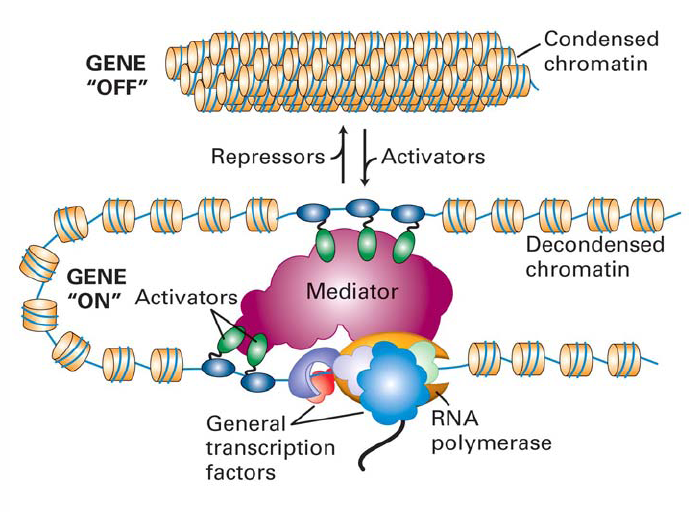 Condensed
chromatin
GENE
"OFF"
Repressors
Activators
Decondensed
chromatin
GENE
"ON"
Activators
Mediator
General
transcription
factors
RNA
polymerase